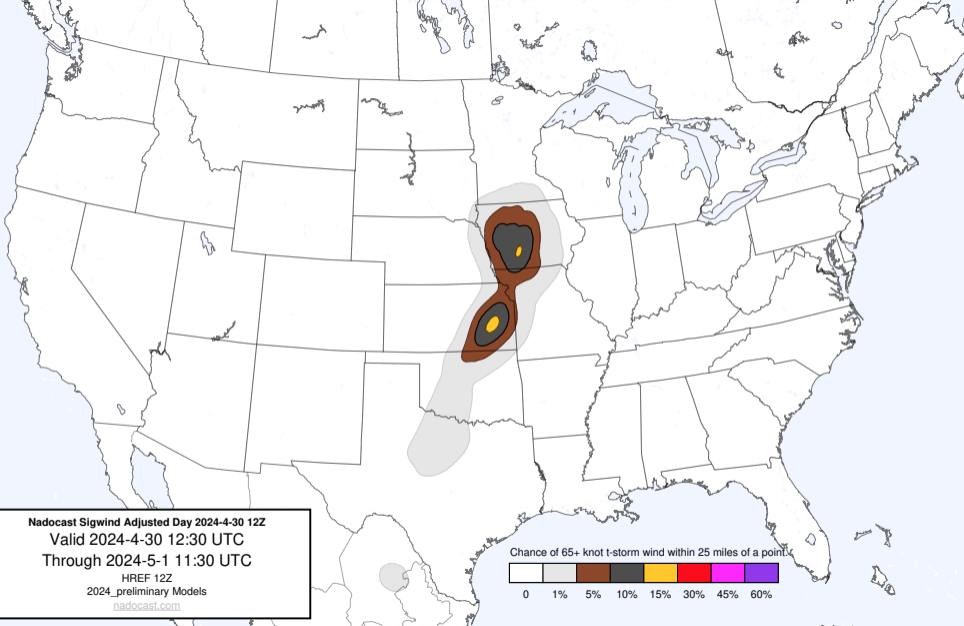 Nadocast Sigwind Adjusted Day 2024-4-30 12Z
Valid 2024-4-30 12:30 UTC
Through 2024-5-1 11:30 UTC
HREF 12Z
2024_preliminary Models
nadocast.com
Chance of 65+ knot t-storm wind within 25 miles of a point.
0 1% 5% 10% 15% 30% 45% 60%